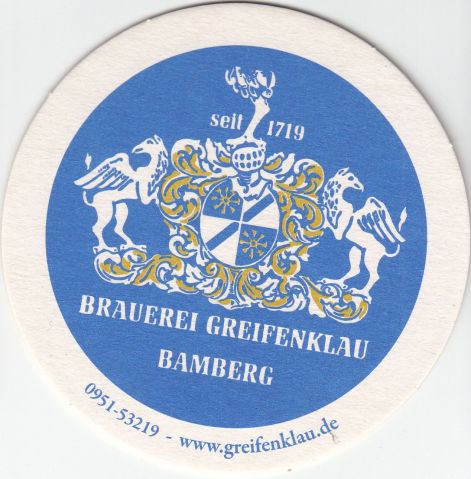 seit 1719
BRAUEREI GREIFENKLAU
BAMBERG
0951-53219 - www.greifenklau.de